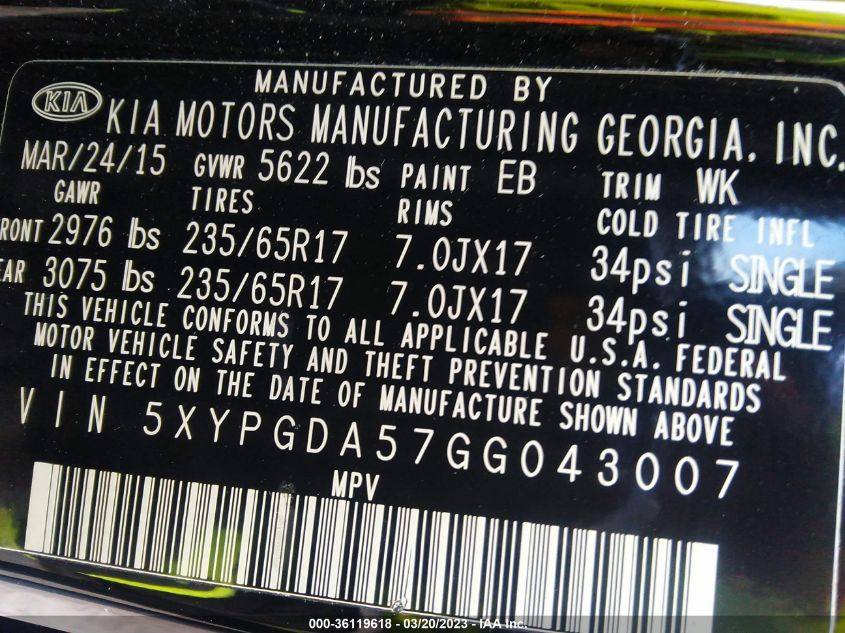 MANUFACTURED BY
KIA KIA MOTORS MANUFACTURING GEORGIA, INC.
MAR/24/15 GVWR 5622 lbs PAINT EB TRIM WK
GAWR TIRES RIMS COLD TIRE INFL
FRONT 2976 lbs 235/65R17 7.0JX17 34psi SINGLE
EAR 3075 lbs 235/65R17 7.0JX17 34psi SINGLE
THIS VEHICLE CONFORMS TO ALL APPLICABLE U.S.A. FEDERAL
MOTOR VEHICLE SAFETY AND THEFT PREVENTION STANDARDS
IN EFFECT ON THE DATE OF MANUFACTURE SHOWN ABOVE
VIN 5XYPGDA57GG043007
MPV
000-36119618 - 03/20/2023 - IAA Inc.